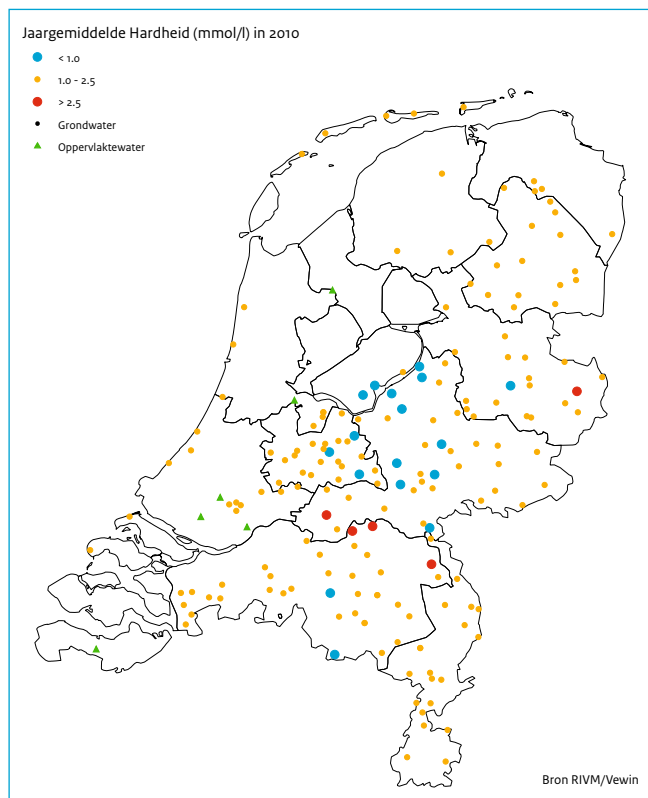 Jaargemiddelde Hardheid (mmol/l) in 2010
< 1.0
1.0 - 2.5
> 2.5
Grondwater
Oppervlaktewater
Bron RIVM/Vewin